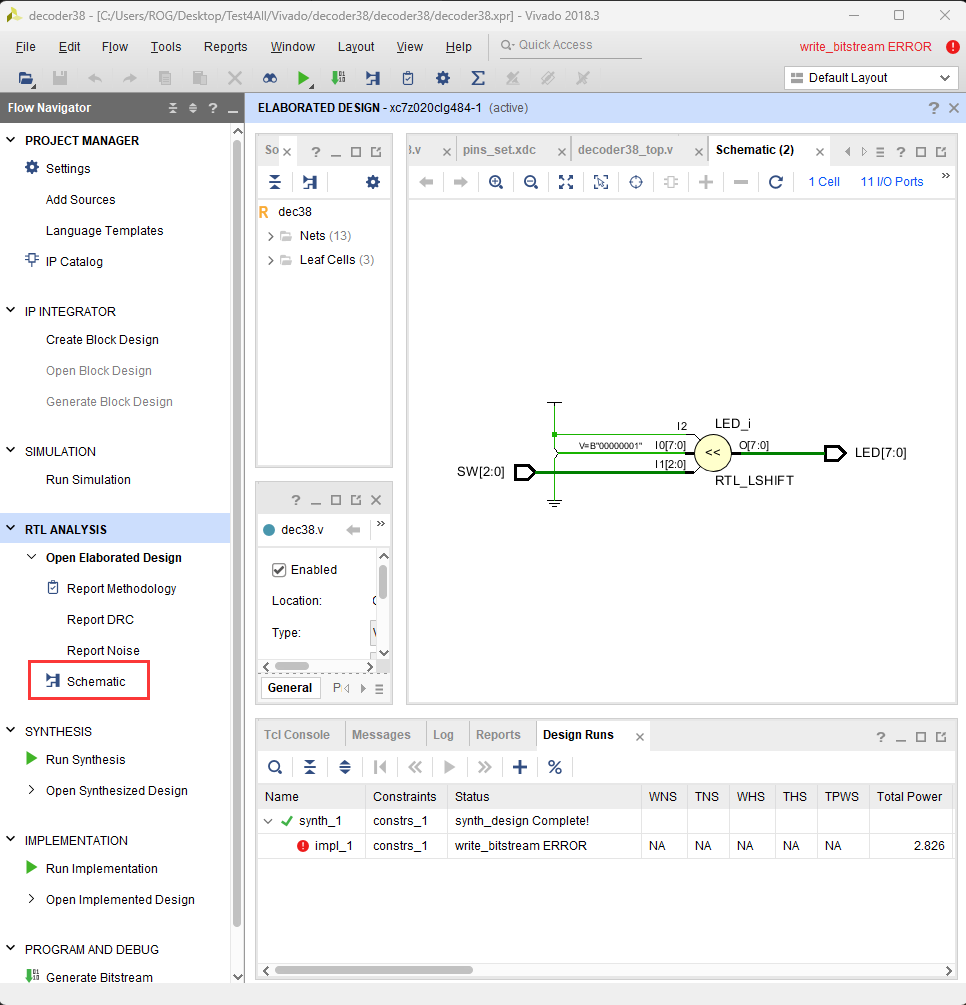 decoder38 - [C:/Users/ROG/Desktop/Test4All/Vivado/decoder38/decoder38/decoder38.xpr] - Vivado 2018.3
File Edit Flow Tools Reports Window Layout View Help Quick Access write_bitstream ERROR
Default Layout
Flow Navigator
PROJECT MANAGER
Settings
Add Sources
Language Templates
IP Catalog
IP INTEGRATOR
Create Block Design
Open Block Design
Generate Block Design
SIMULATION
Run Simulation
RTL ANALYSIS
Open Elaborated Design
Report Methodology
Report DRC
Report Noise
Schematic
SYNTHESIS
Run Synthesis
Open Synthesized Design
IMPLEMENTATION
Run Implementation
Open Implemented Design
PROGRAM AND DEBUG
Generate Bitstream
ELABORATED DESIGN - xc7z020clg484-1 (active)
So
dec38
Nets (13)
Leaf Cells (3)
dec38.v
Enabled
Location:
Type:
General
.v pins_set.xdc decoder38_top.v Schematic (2)
1 Cell 11 I/O Ports
I2 LED_i
V=B"00000001" I0[7:0] << O[7:0] LED[7:0]
SW[2:0] I1[2:0]
RTL_LSHIFT
Tcl Console Messages Log Reports Design Runs
Name Constraints Status WNS TNS WHS THS TPWS Total Power
synth_1 constrs_1 synth_design Complete!
impl_1 constrs_1 write_bitstream ERROR NA NA NA NA NA 2.826